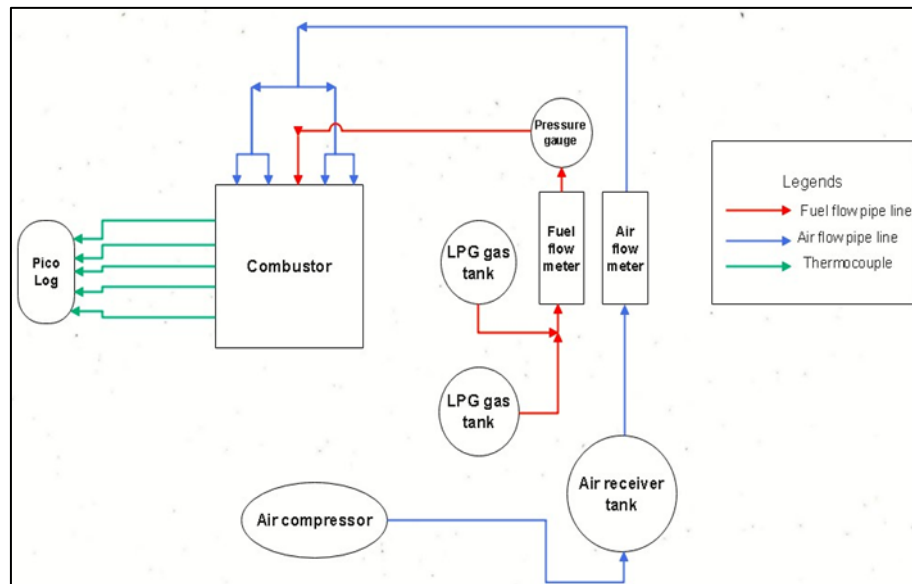 Pressure
gauge
Legends
Fuel flow pipe line
Air flow pipe line
Thermocouple
Pico
Log
Combustor
LPG gas
tank
Fuel
flow
meter
Air
flow
meter
LPG gas
tank
Air compressor
Air receiver
tank